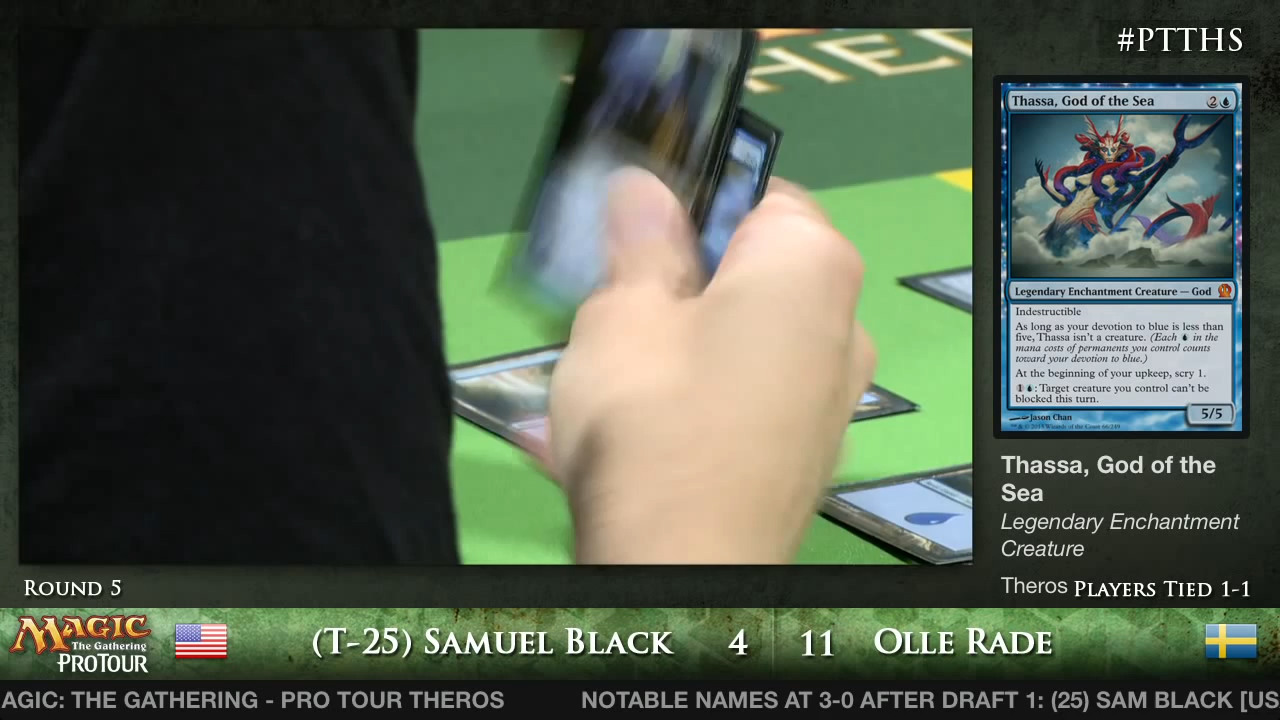 #PTTHS
HE
Thassa, God of the Sea 2
Legendary Enchantment Creature — God
Indestructible
As long as your devotion to blue is less than
five, Thassa isn't a creature. (Each in the
mana costs of permanents you control counts
toward your devotion to blue.)
At the beginning of your upkeep, scry 1.
1 : Target creature you control can't be
blocked this turn.
Jason Chan
5/5
Thassa, God of the
Sea
Legendary Enchantment
Creature
Theros
Players Tied 1-1
Round 5
Magic
The Gathering
PRO TOUR
(T-25) Samuel Black 4 11 Olle Rade
AGIC: THE GATHERING - PRO TOUR THEROS NOTABLE NAMES AT 3-0 AFTER DRAFT 1: (25) SAM BLACK [US